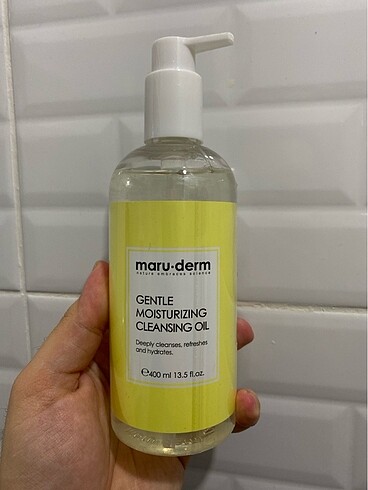 maru·derm
nature embraces science
GENTLE
MOISTURIZING
CLEANSING OIL
Deeply cleanses, refreshes
and hydrates.
℮400 ml 13.5 fl.oz.